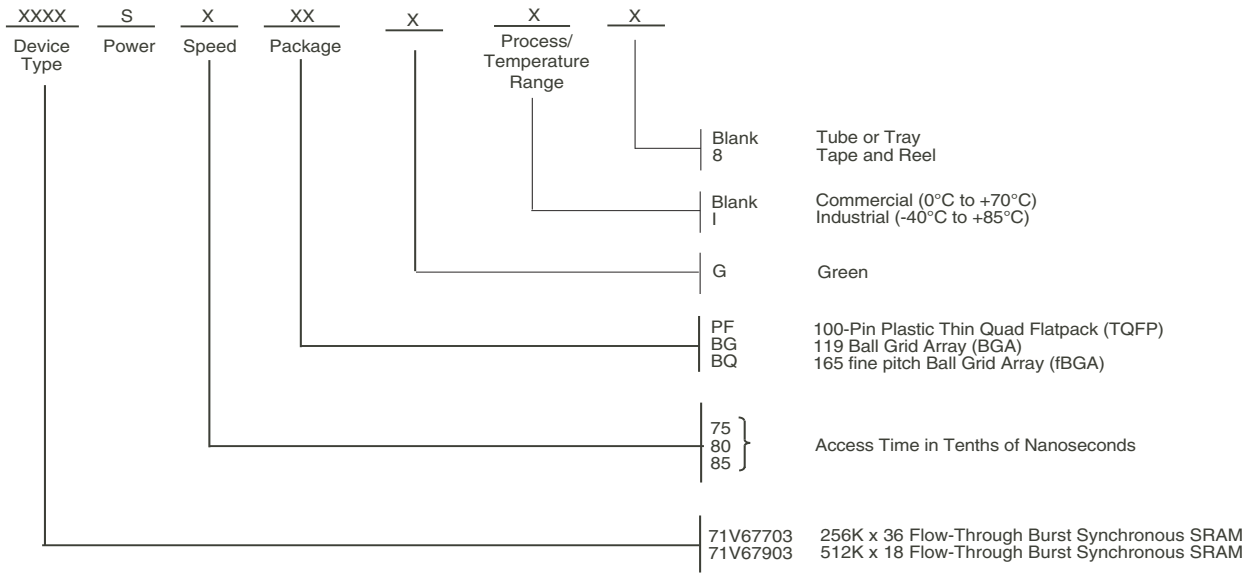 XXXX S X XX X X X
Device Type Power Speed Package Process/ Temperature Range
Blank Tube or Tray
8 Tape and Reel
Blank Commercial (0°C to +70°C)
I Industrial (-40°C to +85°C)
G Green
PF 100-Pin Plastic Thin Quad Flatpack (TQFP)
BG 119 Ball Grid Array (BGA)
BQ 165 fine pitch Ball Grid Array (fBGA)
75
80 Access Time in Tenths of Nanoseconds
85
71V67703 256K x 36 Flow-Through Burst Synchronous SRAM
71V67903 512K x 18 Flow-Through Burst Synchronous SRAM